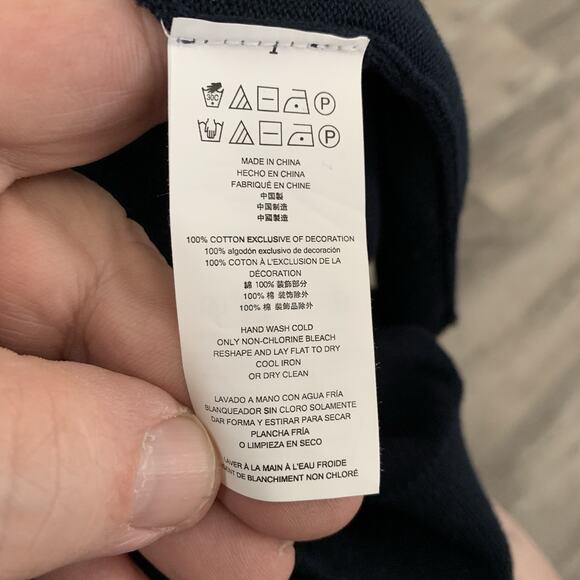 30C P
P
MADE IN CHINA
HECHO EN CHINA
FABRIQUÉ EN CHINE
中国製
中国制造
中國製造
100% COTTON EXCLUSIVE OF DECORATION
100% algodón exclusivo de decoración
100% COTON À L'EXCLUSION DE LA
DÉCORATION
綿 100% 装飾部分
100% 棉 装饰除外
100% 棉 裝飾品除外
HAND WASH COLD
ONLY NON-CHLORINE BLEACH
RESHAPE AND LAY FLAT TO DRY
COOL IRON
OR DRY CLEAN
LAVADO A MANO CON AGUA FRÍA
BLANQUEADOR SIN CLORO SOLAMENTE
DAR FORMA Y ESTIRAR PARA SECAR
PLANCHA FRÍA
O LIMPIEZA EN SECO
LAVER À LA MAIN À L'EAU FROIDE
DE BLANCHIMENT NON CHLORÉ